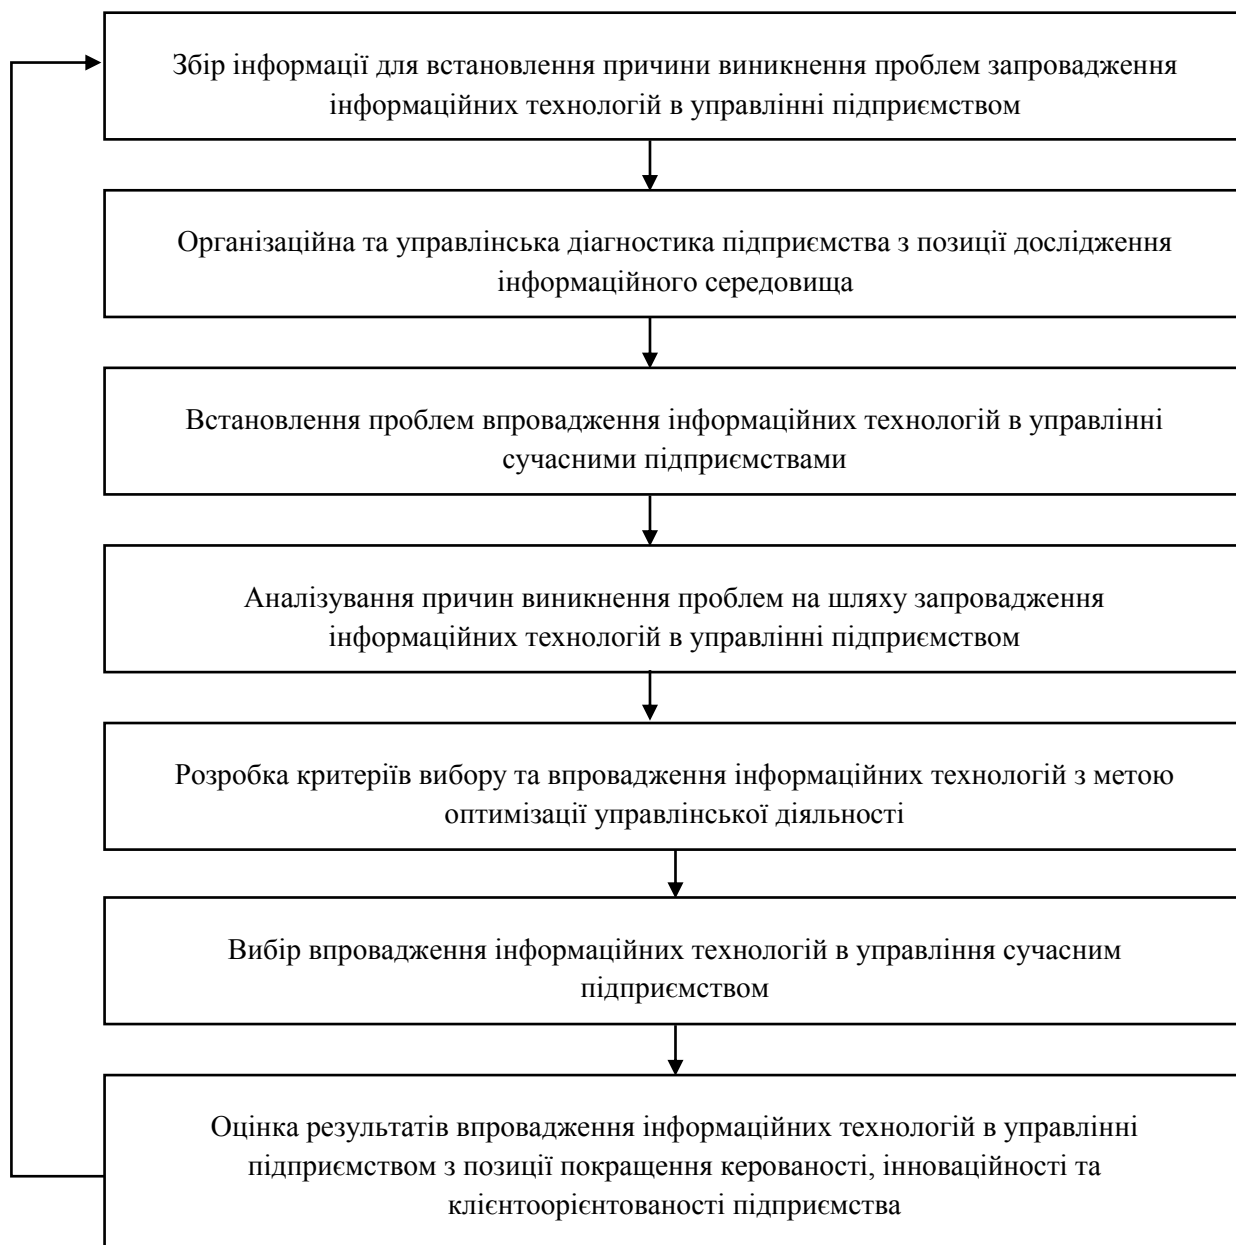 Збір інформації для встановлення причини виникнення проблем запровадження
інформаційних технологій в управлінні підприємством
Організаційна та управлінська діагностика підприємства з позиції дослідження
інформаційного середовища
Встановлення проблем впровадження інформаційних технологій в управлінні
сучасними підприємствами
Аналізування причин виникнення проблем на шляху запровадження
інформаційних технологій в управлінні підприємством
Розробка критеріїв вибору та впровадження інформаційних технологій з метою
оптимізації управлінської діяльності
Вибір впровадження інформаційних технологій в управління сучасним
підприємством
Оцінка результатів впровадження інформаційних технологій в управлінні
підприємством з позиції покращення керованості, інноваційності та
клієнтоорієнтованості підприємства